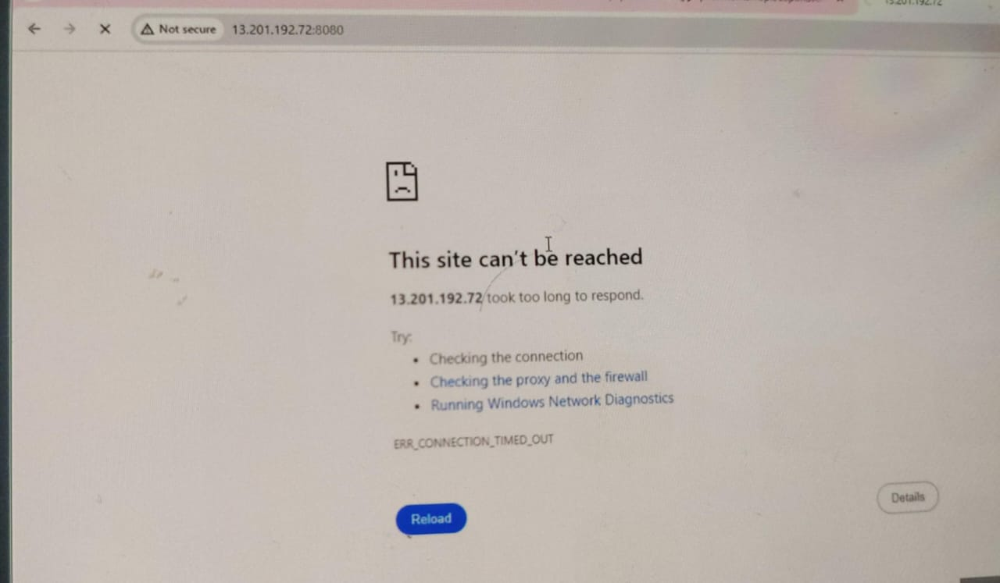 Not secure 13.201.192.72:8080
This site can't be reached
13.201.192.72 took too long to respond.
Try:
Checking the connection
Checking the proxy and the firewall
Running Windows Network Diagnostics
ERR_CONNECTION_TIMED_OUT
Details
Reload